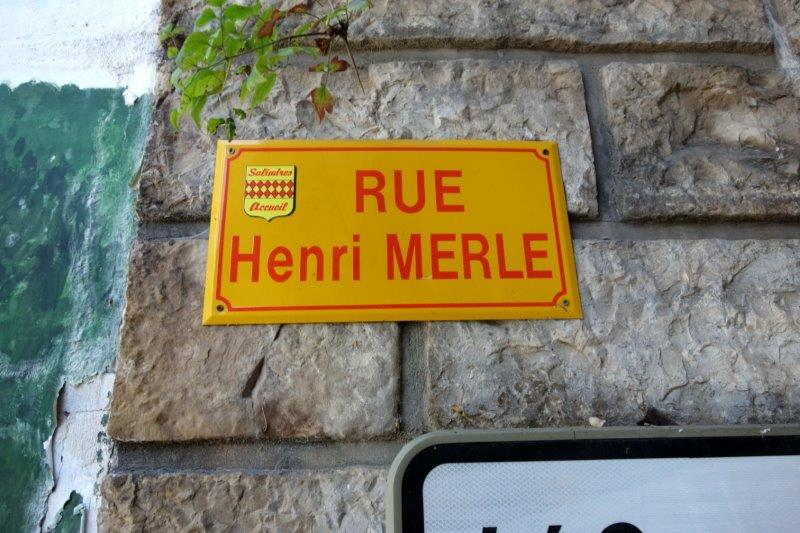 Salindres
Accueil
RUE
Henri MERLE